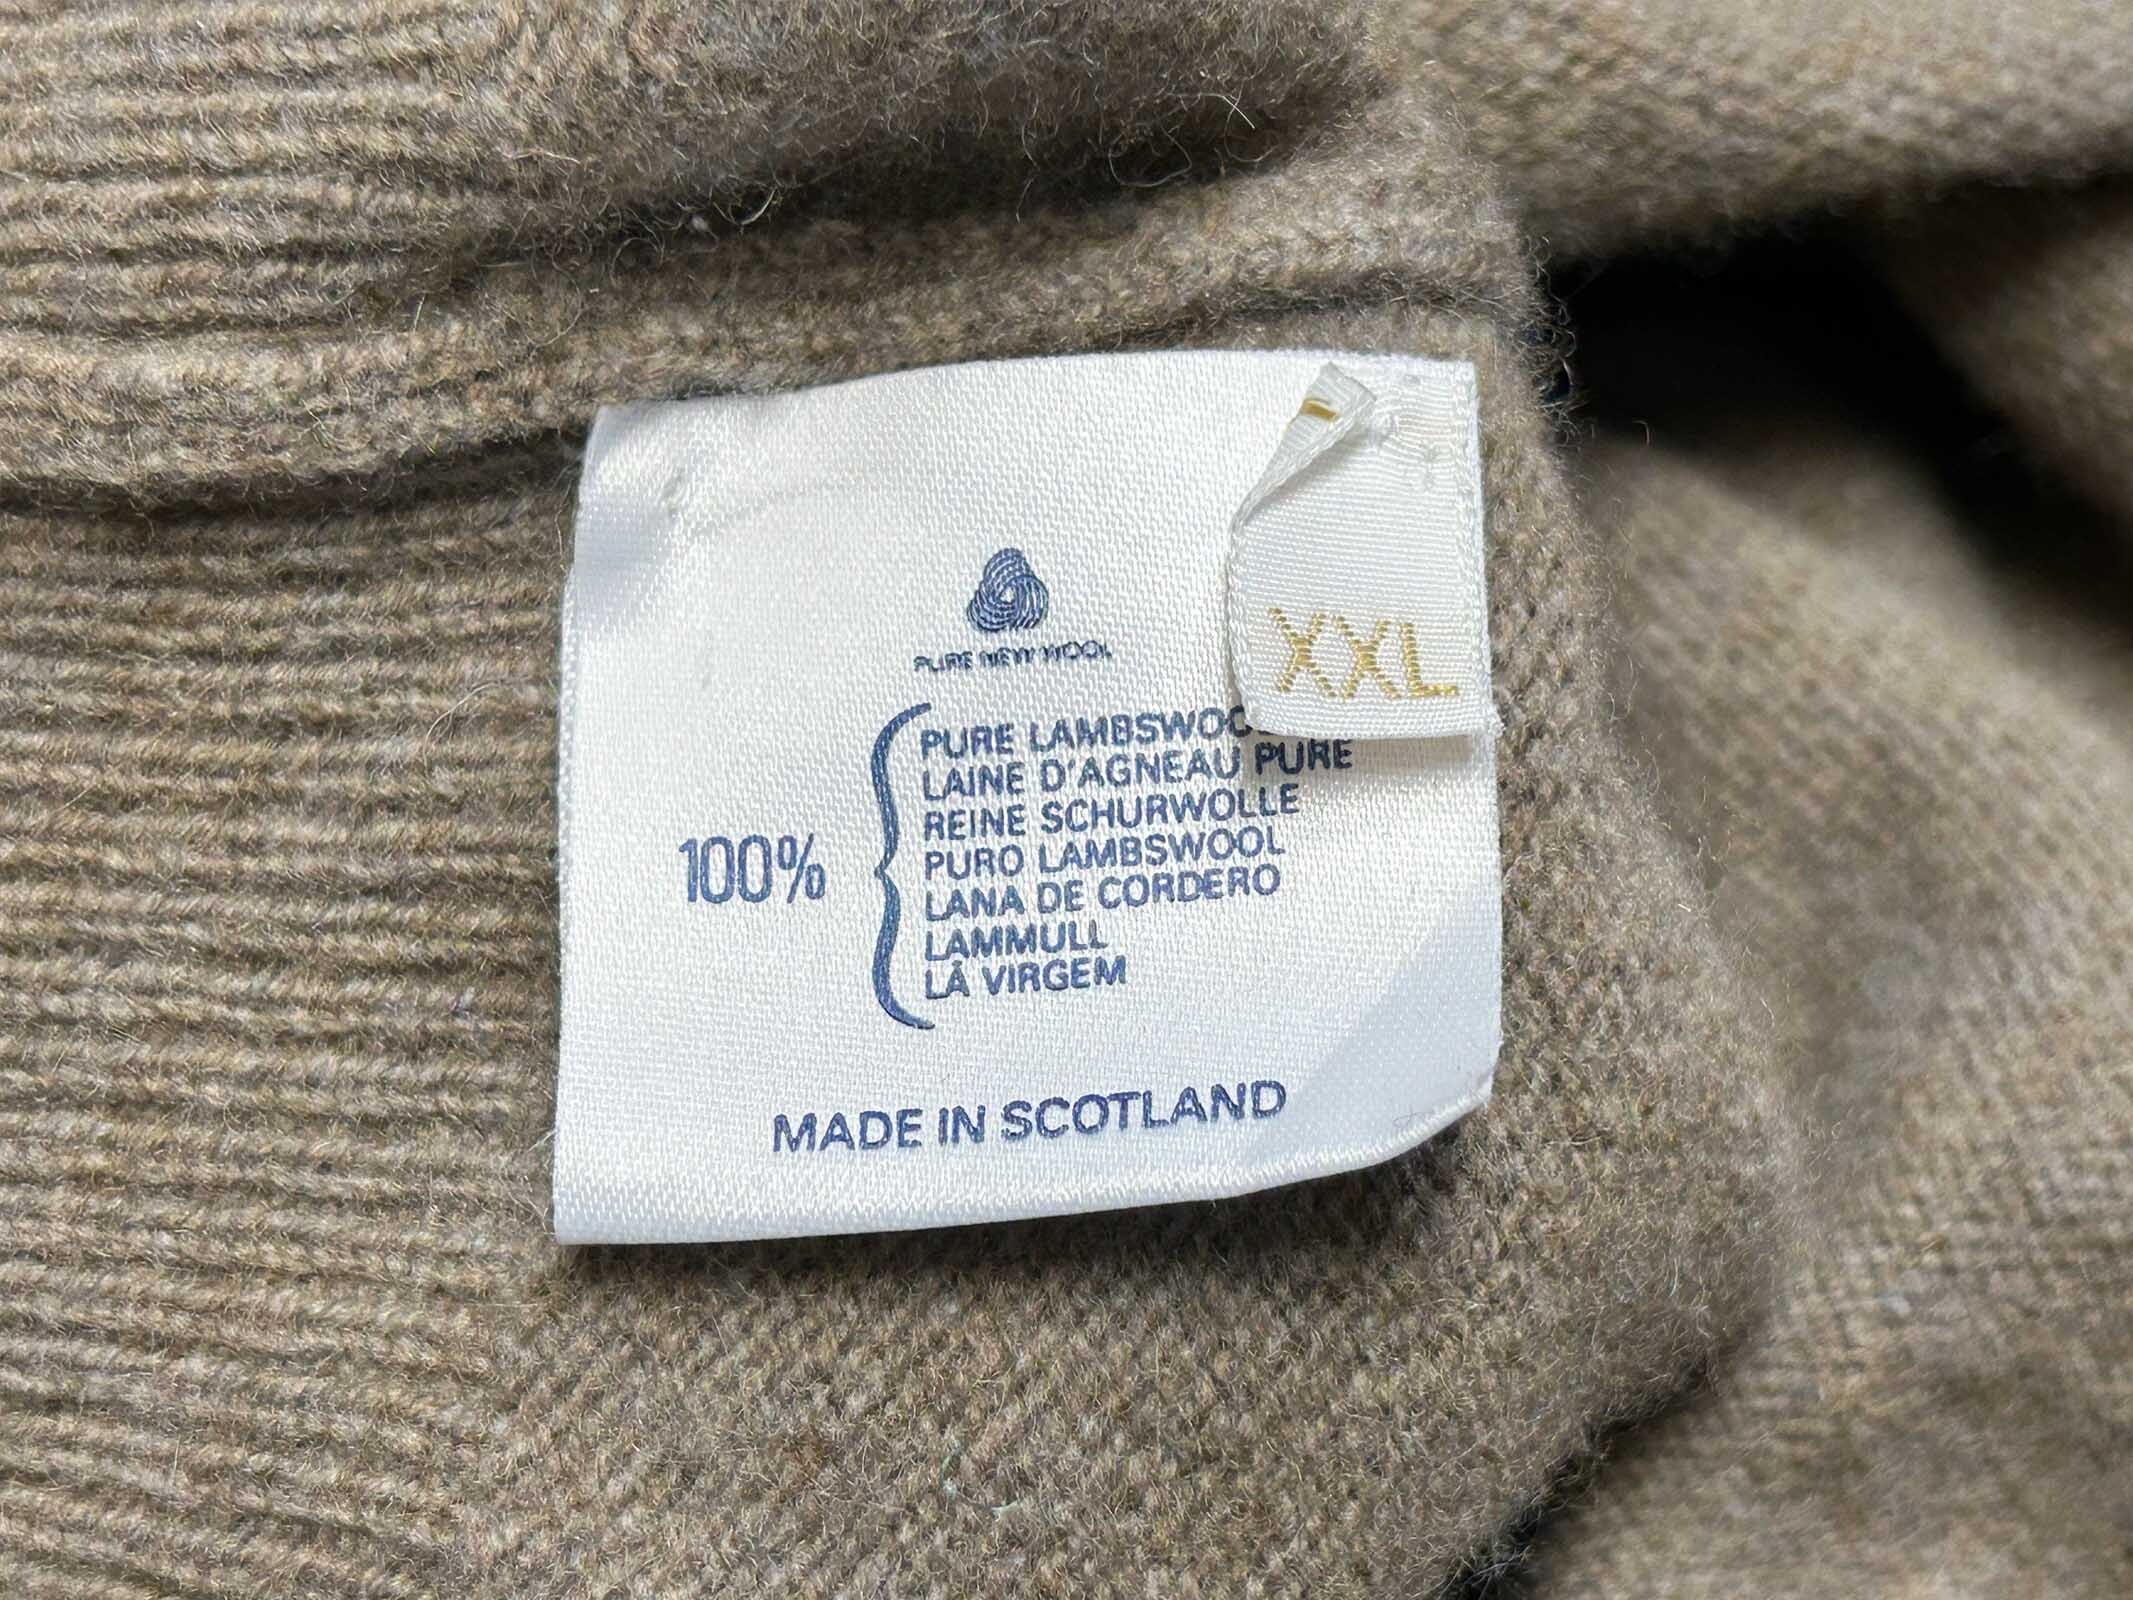 PURE NEW WOOL
XXL
PURE
LAINE D'AGNEAU PURE
REINE SCHURWOLLE
PURO LAMBSWOOL
100%
LANA DE CORDERO
LAMMULL
LÃ VIRGEM
MADE IN SCOTLAND